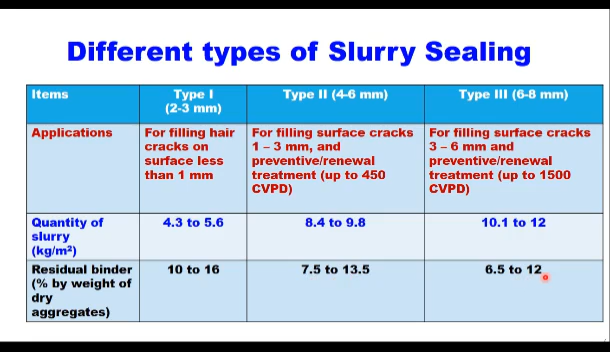 Different types of Slurry Sealing
Items
Type I
(2-3 mm)
Type II (4-6 mm)
Type III (6-8 mm)
Applications
For filling hair
cracks on
surface less
than 1 mm
For filling surface cracks
1 – 3 mm, and
preventive/renewal
treatment (up to 450
CVPD)
For filling surface cracks
3 – 6 mm and
preventive/renewal
treatment (up to 1500
CVPD)
Quantity of
slurry
(kg/m²)
4.3 to 5.6
8.4 to 9.8
10.1 to 12
Residual binder
(% by weight of
dry
aggregates)
10 to 16
7.5 to 13.5
6.5 to 12